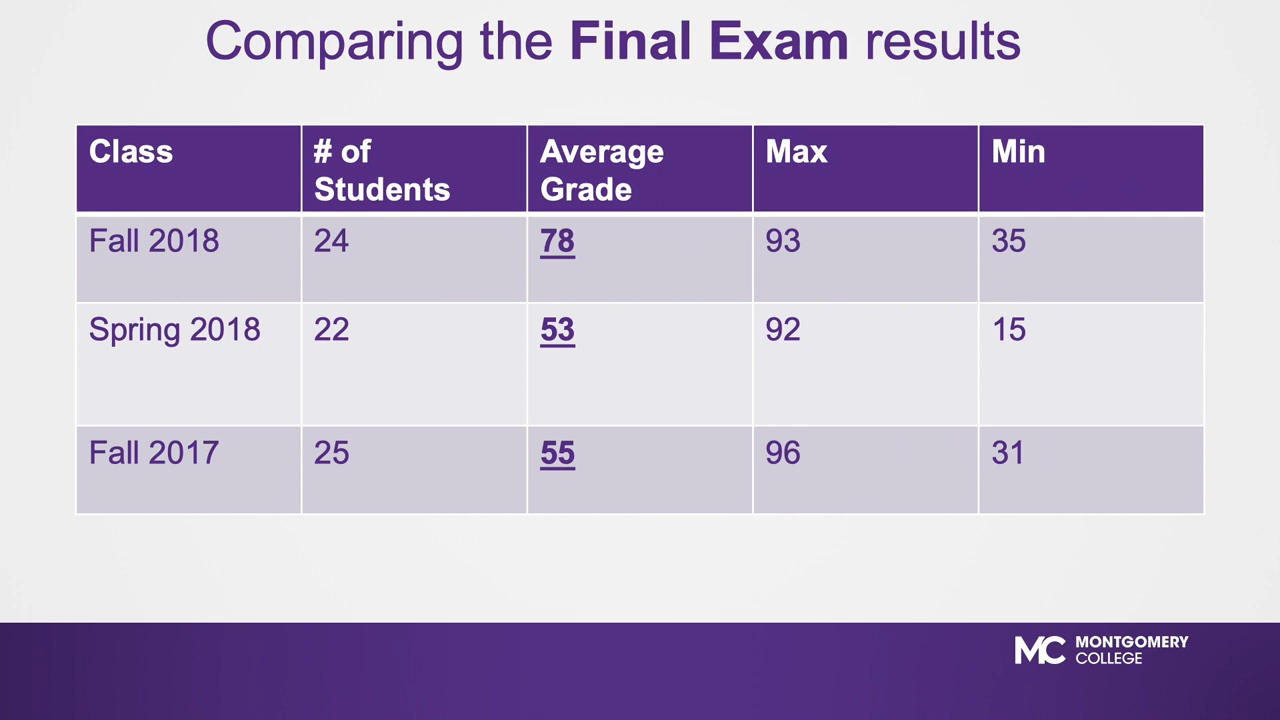 Comparing the Final Exam results
Class # of Students Average Grade Max Min
Fall 2018 24 78 93 35
Spring 2018 22 53 92 15
Fall 2017 25 55 96 31
MC MONTGOMERY
COLLEGE